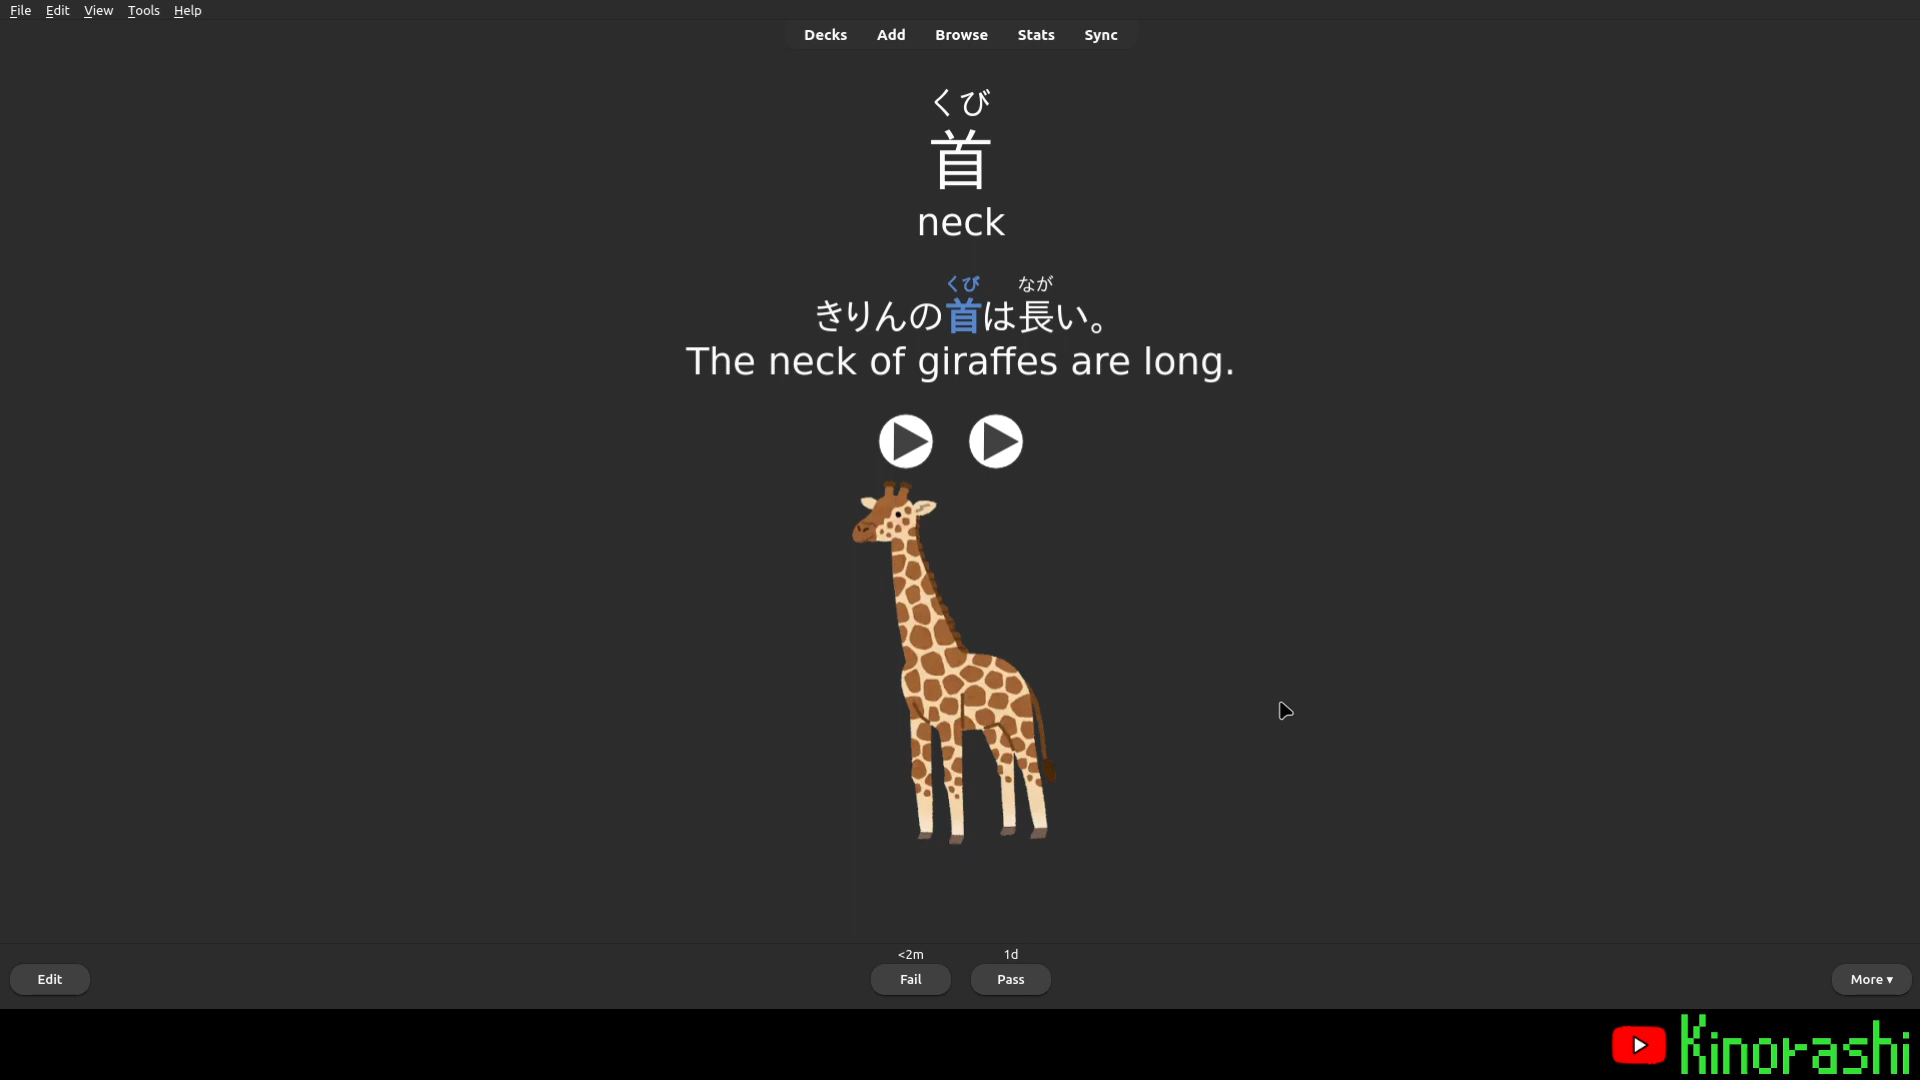 File Edit View Tools Help
Decks Add Browse Stats Sync
くび
首
neck
くび なが
きりんの首は長い。
The neck of giraffes are long.
<2m 1d
Edit Fail Pass More ▾
Kinorashi